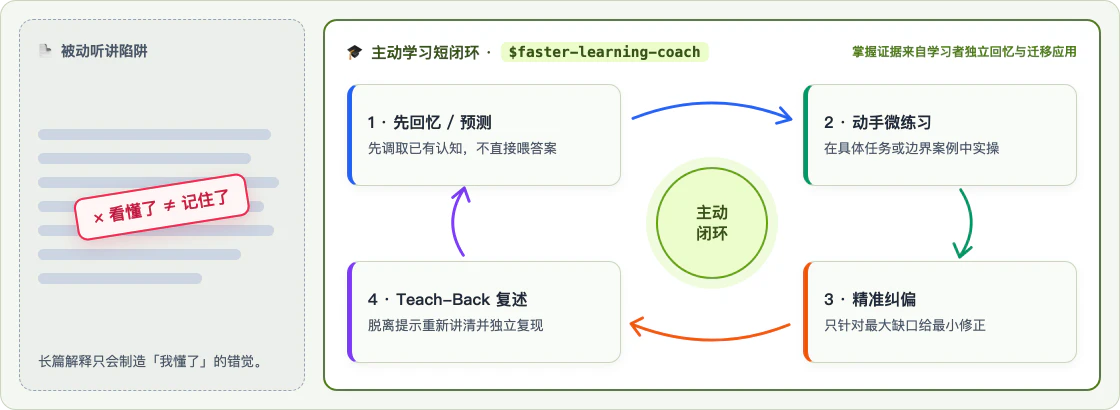 被动听讲陷阱
× 看懂了 ≠ 记住了
长篇解释只会制造「我懂了」的错觉。
主动学习短闭环 · $faster-learning-coach
掌握证据来自学习者独立回忆与迁移应用
1 · 先回忆 / 预测
先调取已有认知，不直接喂答案
2 · 动手微练习
在具体任务或边界案例中实操
主动
闭环
4 · Teach-Back 复述
脱离提示重新讲清并独立复现
3 · 精准纠偏
只针对最大缺口给最小修正